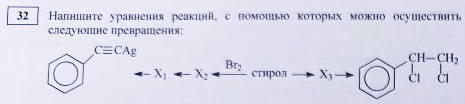 32 Напишите уравнения реакций, с помощью которых можно осуществить
следующие превращения:
C≡CAg
← X₁ ← X₂ ← Br₂ стирол → X₃ → CH–CH₂
Cl Cl